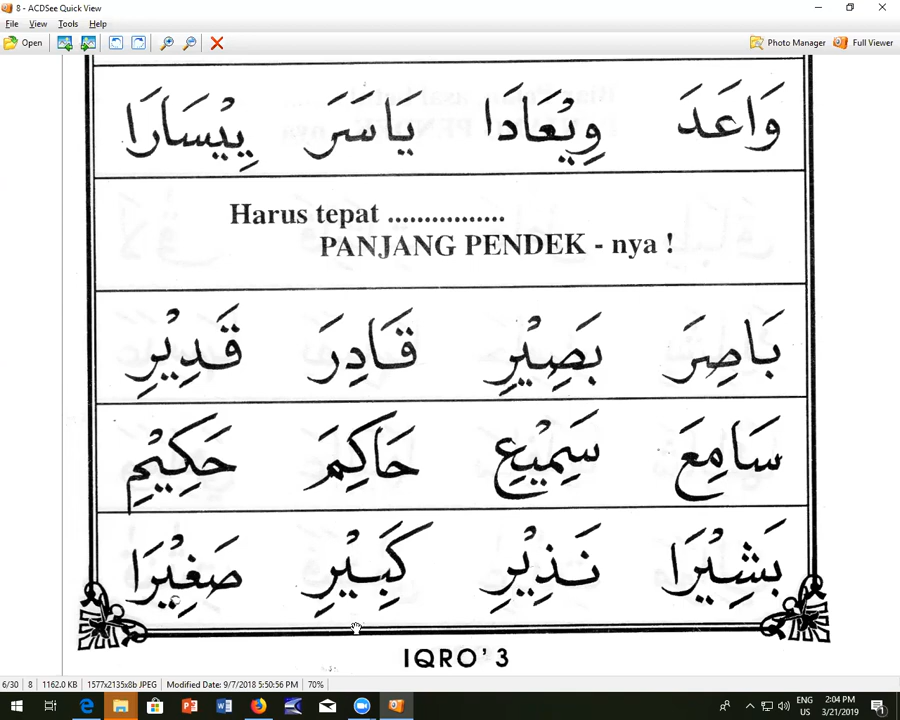 8 - ACDSee Quick View
File View Tools Help
Open Photo Manager Full Viewer
وَاعَدَ وِيْعَادَا يَاسَرَ يِيْسَارَا
Harus tepat ................
PANJANG PENDEK - nya !
بَاصِرَ بَصِيْرِ قَادِرَ قَدِيْرِ
سَامِعَ سَمِيْعِ حَاكِمَ حَكِيْمِ
بَشِيْرَا نَذِيْرِ كَبِيْرِ صَغِيْرَا
IQRO' 3
6/30 8 1162.0 KB 1577x2135x8b JPEG Modified Date: 9/7/2018 5:50:56 PM 70%
ENG 2:04 PM
US 3/21/2019